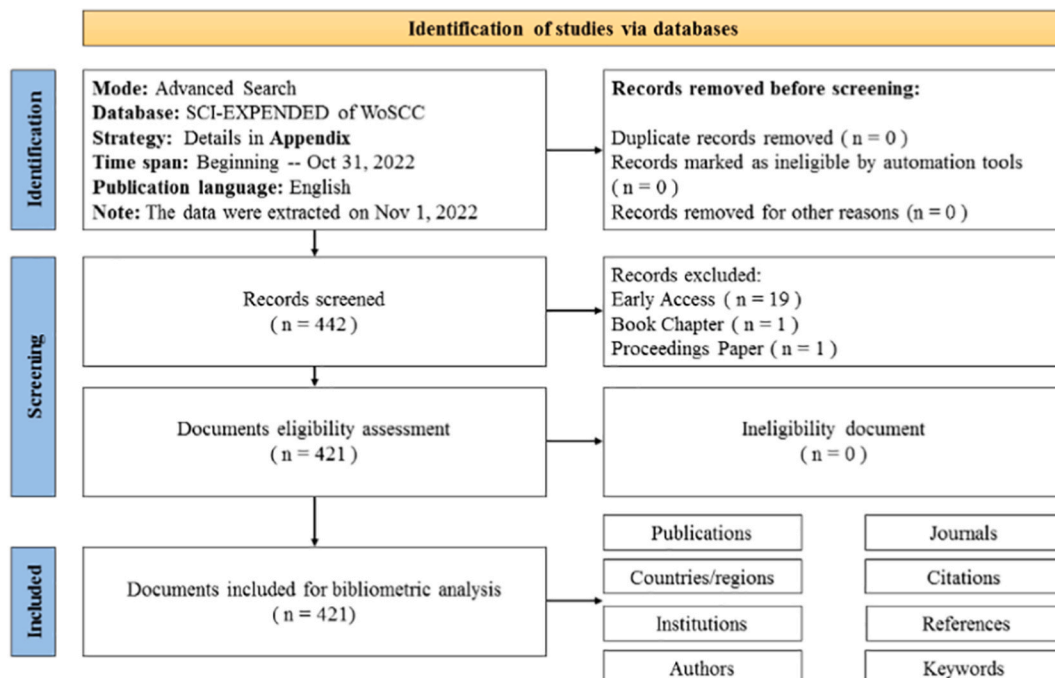 Identification of studies via databases
Identification
Mode: Advanced Search
Database: SCI-EXPENDED of WoSCC
Strategy: Details in Appendix
Time span: Beginning -- Oct 31, 2022
Publication language: English
Note: The data were extracted on Nov 1, 2022
Records removed before screening:
Duplicate records removed ( n = 0 )
Records marked as ineligible by automation tools
( n = 0 )
Records removed for other reasons ( n = 0 )
Screening
Records screened
( n = 442 )
Records excluded:
Early Access ( n = 19 )
Book Chapter ( n = 1 )
Proceedings Paper ( n = 1 )
Documents eligibility assessment
( n = 421 )
Ineligibility document
( n = 0 )
Included
Documents included for bibliometric analysis
( n = 421 )
Publications
Journals
Countries/regions
Citations
Institutions
References
Authors
Keywords